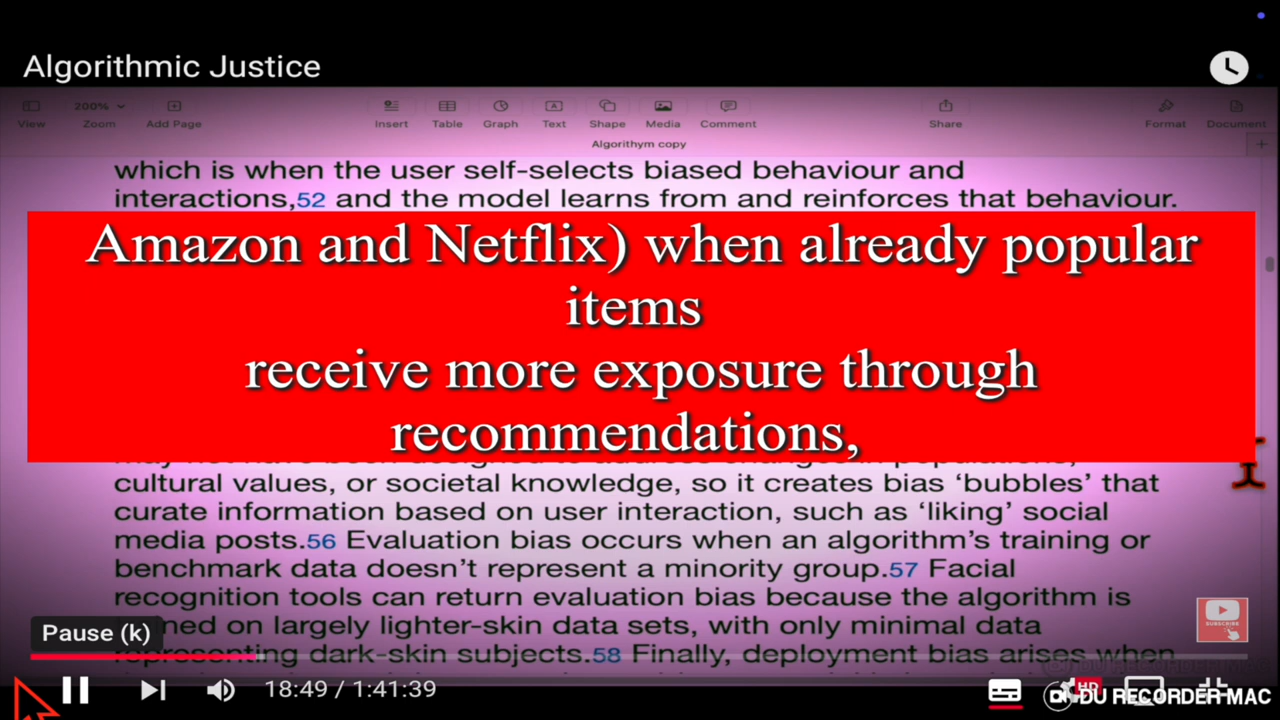 Algorithmic Justice
200%
View
Zoom
Add Page
Insert
Table
Graph
Text
Shape
Media
Comment
Share
Format
Document
Algorithym copy
which is when the user self-selects biased behaviour and
interactions,52 and the model learns from and reinforces that behaviour.
Amazon and Netflix) when already popular
items
receive more exposure through
recommendations,
cultural values, or societal knowledge, so it creates bias ‘bubbles’ that
curate information based on user interaction, such as ‘liking’ social
media posts.56 Evaluation bias occurs when an algorithm’s training or
benchmark data doesn’t represent a minority group.57 Facial
recognition tools can return evaluation bias because the algorithm is
on largely lighter-skin data sets, with only minimal data
representing dark-skin subjects.58 Finally, deployment bias arises when
Pause (k)
SUBSCRIBE
18:49 / 1:41:39
HD
DU RECORDER MAC